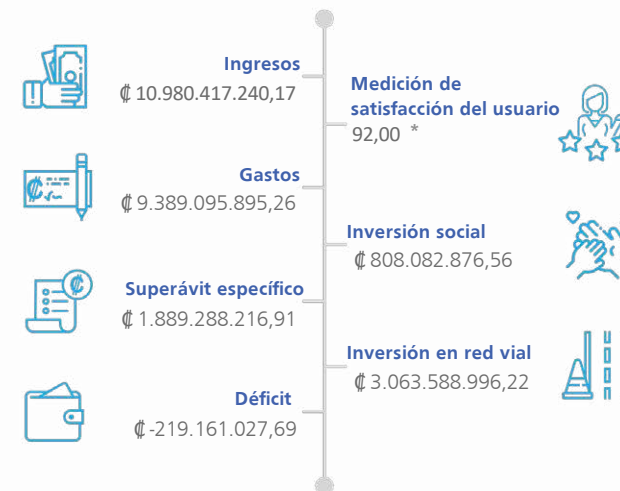 Ingresos
₡ 10.980.417.240,17
Medición de
satisfacción del usuario
92,00 *
Gastos
₡ 9.389.095.895,26
Inversión social
₡ 808.082.876,56
Superávit específico
₡ 1.889.288.216,91
Inversión en red vial
₡ 3.063.588.996,22
Déficit
₡ -219.161.027,69